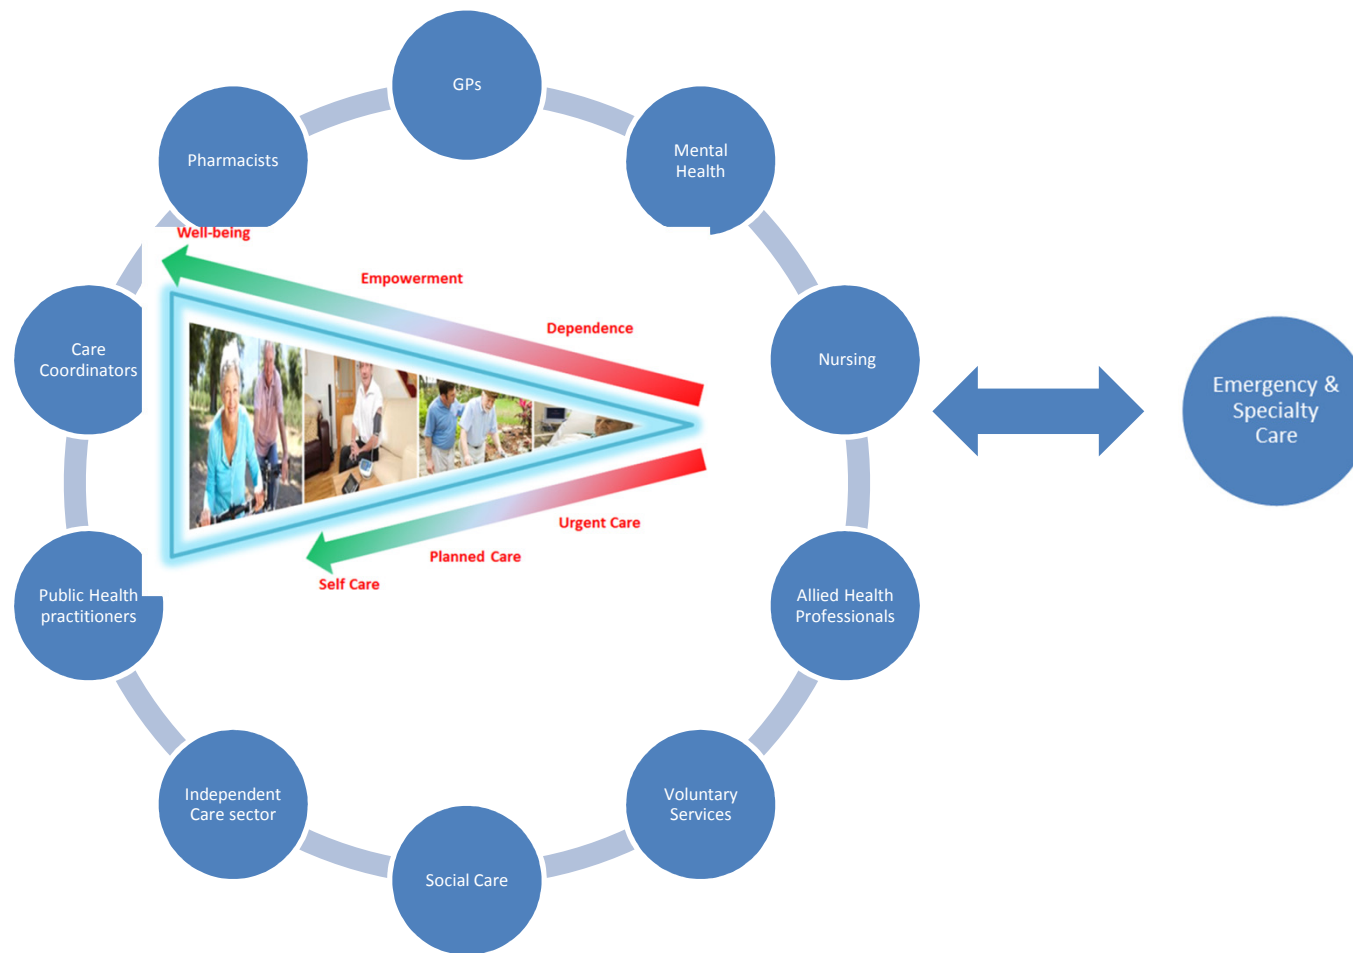 GPs
Pharmacists
Mental
Health
Well-being
Empowerment
Dependence
Care
Coordinators
Nursing
Emergency &
Specialty
Care
Urgent Care
Planned Care
Self Care
Public Health
practitioners
Allied Health
Professionals
Independent
Care sector
Voluntary
Services
Social Care